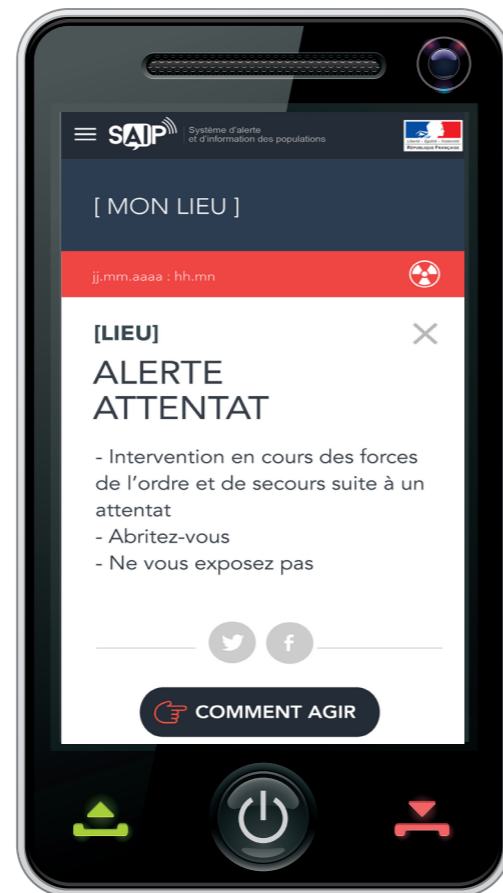 SAIP
Système d'alerte
et d'information des populations
Liberté • Égalité • Fraternité
RÉPUBLIQUE FRANÇAISE
[ MON LIEU ]
jj.mm.aaaa : hh.mn
[LIEU]
ALERTE
ATTENTAT
- Intervention en cours des forces
de l'ordre et de secours suite à un
attentat
- Abritez-vous
- Ne vous exposez pas
COMMENT AGIR